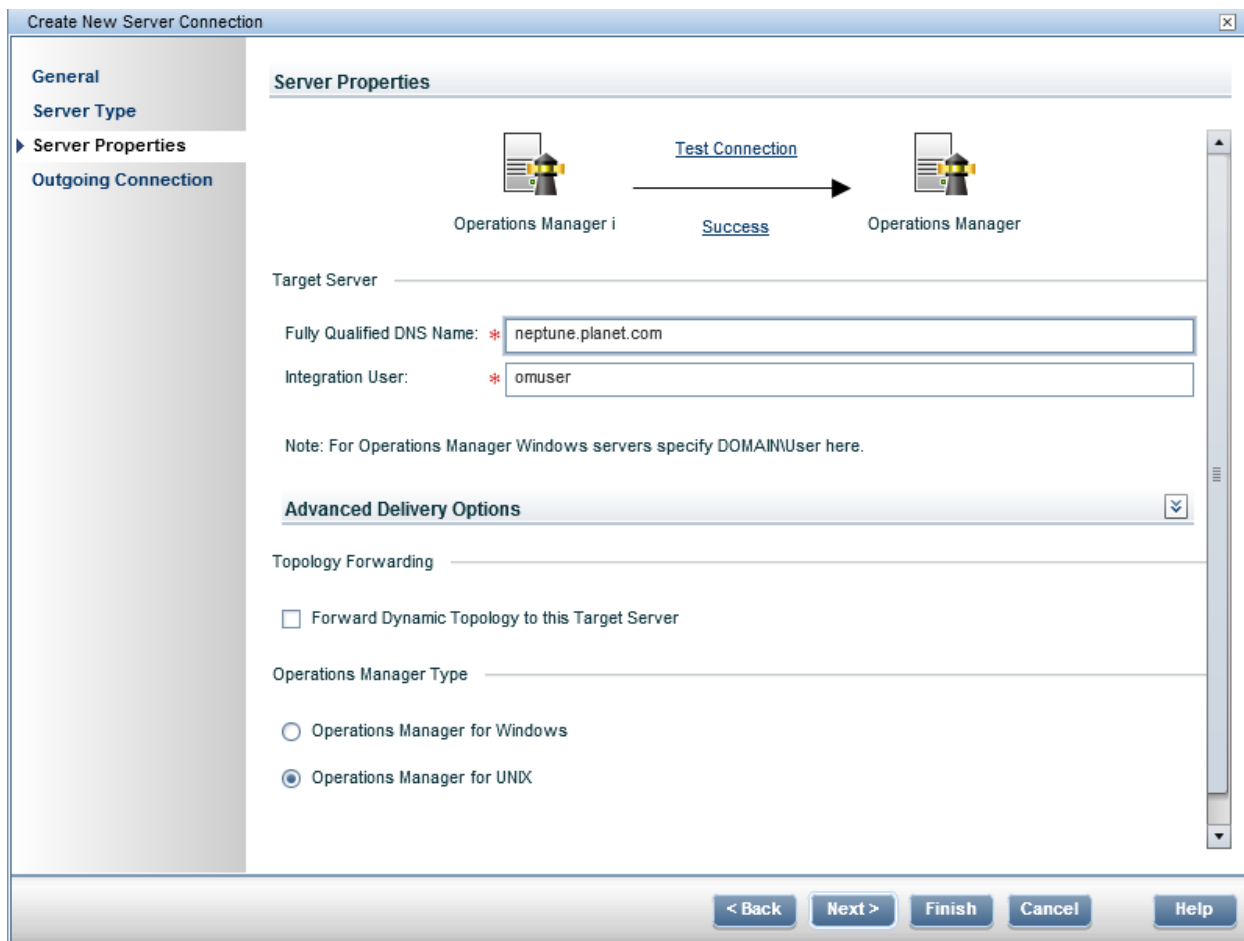 Create New Server Connection
General
Server Type
Server Properties
Outgoing Connection
Server Properties
Test Connection
Operations Manager i
Success
Operations Manager
Target Server
Fully Qualified DNS Name: * neptune.planet.com
Integration User: * omuser
Note: For Operations Manager Windows servers specify DOMAIN\User here.
Advanced Delivery Options
Topology Forwarding
Forward Dynamic Topology to this Target Server
Operations Manager Type
Operations Manager for Windows
Operations Manager for UNIX
< Back Next > Finish Cancel Help